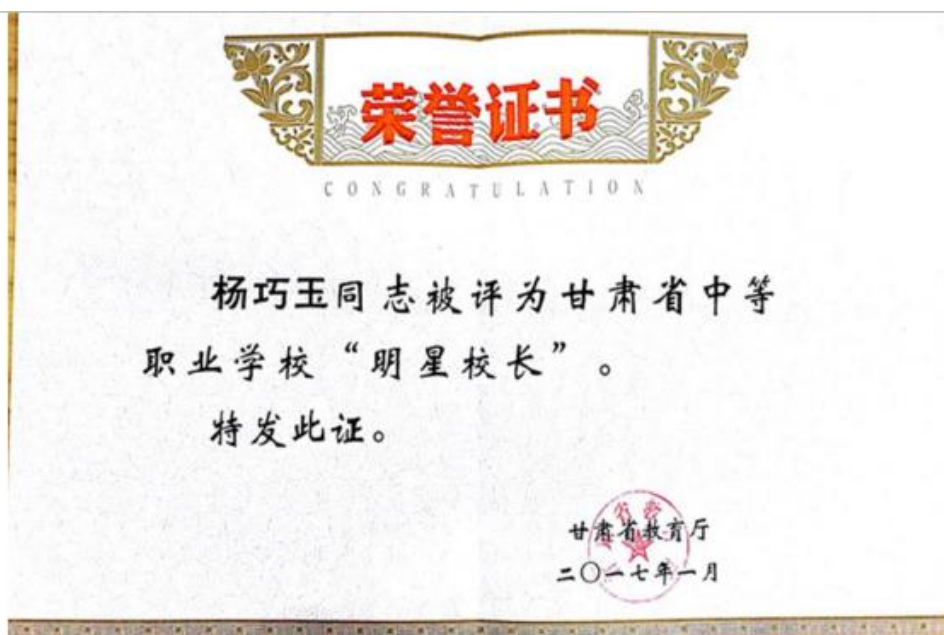 荣誉证书
CONGRATULATION
杨巧玉同志被评为甘肃省中等
职业学校“明星校长”。
特发此证。
甘肃省教育厅
二〇一七年一月